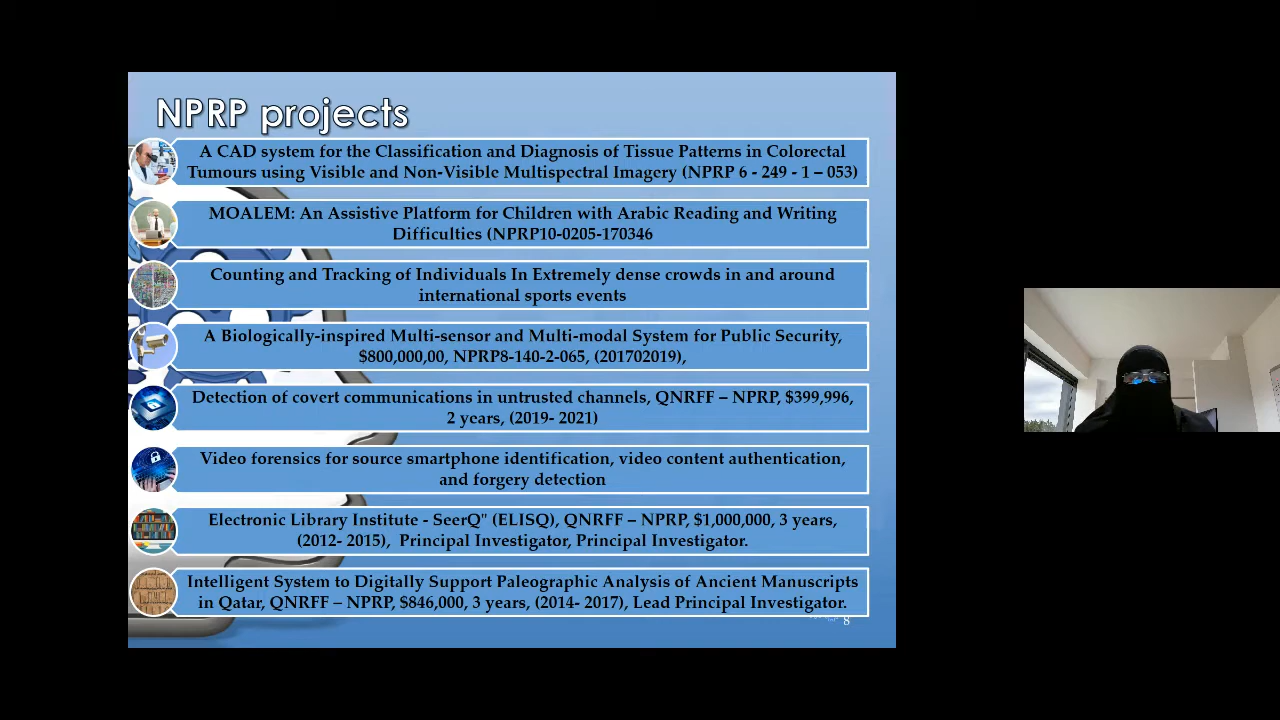 NPRP projects
A CAD system for the Classification and Diagnosis of Tissue Patterns in Colorectal
Tumours using Visible and Non-Visible Multispectral Imagery (NPRP 6 - 249 - 1 – 053)
MOALEM: An Assistive Platform for Children with Arabic Reading and Writing
Difficulties (NPRP10-0205-170346
Counting and Tracking of Individuals In Extremely dense crowds in and around
international sports events
A Biologically-inspired Multi-sensor and Multi-modal System for Public Security,
$800,000,00, NPRP8-140-2-065, (201702019),
Detection of covert communications in untrusted channels, QNRFF – NPRP, $399,996,
2 years, (2019- 2021)
Video forensics for source smartphone identification, video content authentication,
and forgery detection
Electronic Library Institute - SeerQ" (ELISQ), QNRFF – NPRP, $1,000,000, 3 years,
(2012- 2015), Principal Investigator, Principal Investigator.
Intelligent System to Digitally Support Paleographic Analysis of Ancient Manuscripts
in Qatar, QNRFF – NPRP, $846,000, 3 years, (2014- 2017), Lead Principal Investigator.
8